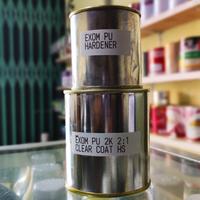 EXOM PU
HARDENER
EXOM PU 2K 2:1
CLEAR COAT HS